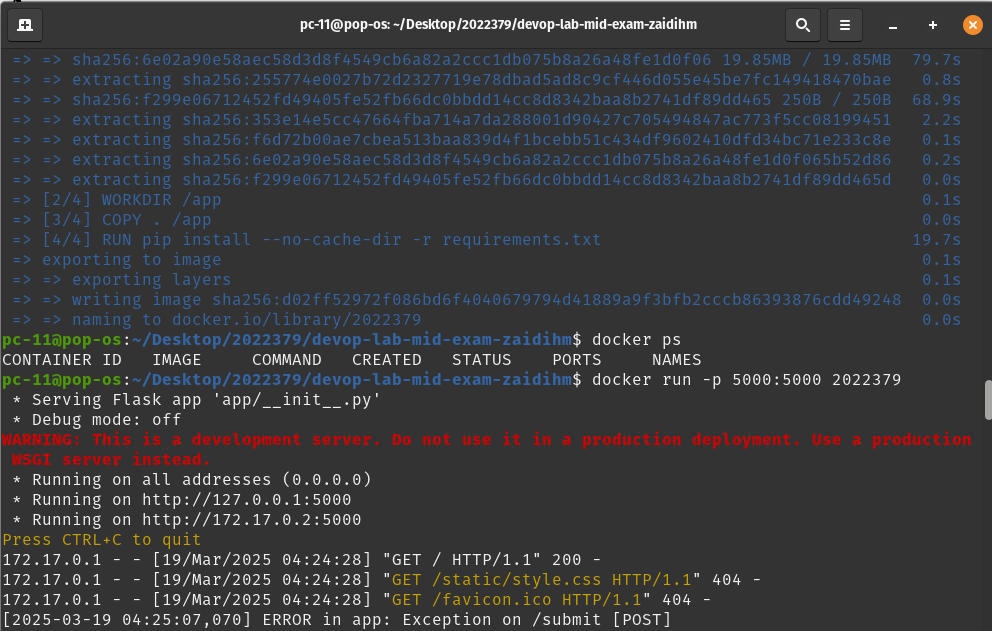 pc-11@pop-os: ~/Desktop/2022379/devop-lab-mid-exam-zaidihm
=> => sha256:6e02a90e58aec58d3d8f4549cb6a82a2ccc1db075b8a26a48fe1d0f06 19.85MB / 19.85MB 79.7s
=> => extracting sha256:255774e0027b72d2327719e78dbad5ad8c9cf446d055e45be7fc149418470bae 0.8s
=> => sha256:f299e06712452fd49405fe52fb66dc0bbdd14cc8d8342baa8b2741df89dd465 250B / 250B 68.9s
=> => extracting sha256:353e14e5cc47664fba714a7da288001d90427c705494847ac773f5cc08199451 2.2s
=> => extracting sha256:f6d72b00ae7cbea513baa839d4f1bcebb51c434df9602410dfd34bc71e233c8e 0.1s
=> => extracting sha256:6e02a90e58aec58d3d8f4549cb6a82a2ccc1db075b8a26a48fe1d0f065b52d86 0.2s
=> => extracting sha256:f299e06712452fd49405fe52fb66dc0bbdd14cc8d8342baa8b2741df89dd465d 0.0s
=> [2/4] WORKDIR /app 0.1s
=> [3/4] COPY . /app 0.0s
=> [4/4] RUN pip install --no-cache-dir -r requirements.txt 19.7s
=> exporting to image 0.1s
=> => exporting layers 0.1s
=> => writing image sha256:d02ff52972f086bd6f4040679794d41889a9f3bfb2cccb86393876cdd49248 0.0s
=> => naming to docker.io/library/2022379 0.0s
pc-11@pop-os:~/Desktop/2022379/devop-lab-mid-exam-zaidihm$ docker ps
CONTAINER ID IMAGE COMMAND CREATED STATUS PORTS NAMES
pc-11@pop-os:~/Desktop/2022379/devop-lab-mid-exam-zaidihm$ docker run -p 5000:5000 2022379
* Serving Flask app 'app/__init__.py'
* Debug mode: off
WARNING: This is a development server. Do not use it in a production deployment. Use a production
WSGI server instead.
* Running on all addresses (0.0.0.0)
* Running on http://127.0.0.1:5000
* Running on http://172.17.0.2:5000
Press CTRL+C to quit
172.17.0.1 - - [19/Mar/2025 04:24:28] "GET / HTTP/1.1" 200 -
172.17.0.1 - - [19/Mar/2025 04:24:28] "GET /static/style.css HTTP/1.1" 404 -
172.17.0.1 - - [19/Mar/2025 04:24:28] "GET /favicon.ico HTTP/1.1" 404 -
[2025-03-19 04:25:07,070] ERROR in app: Exception on /submit [POST]